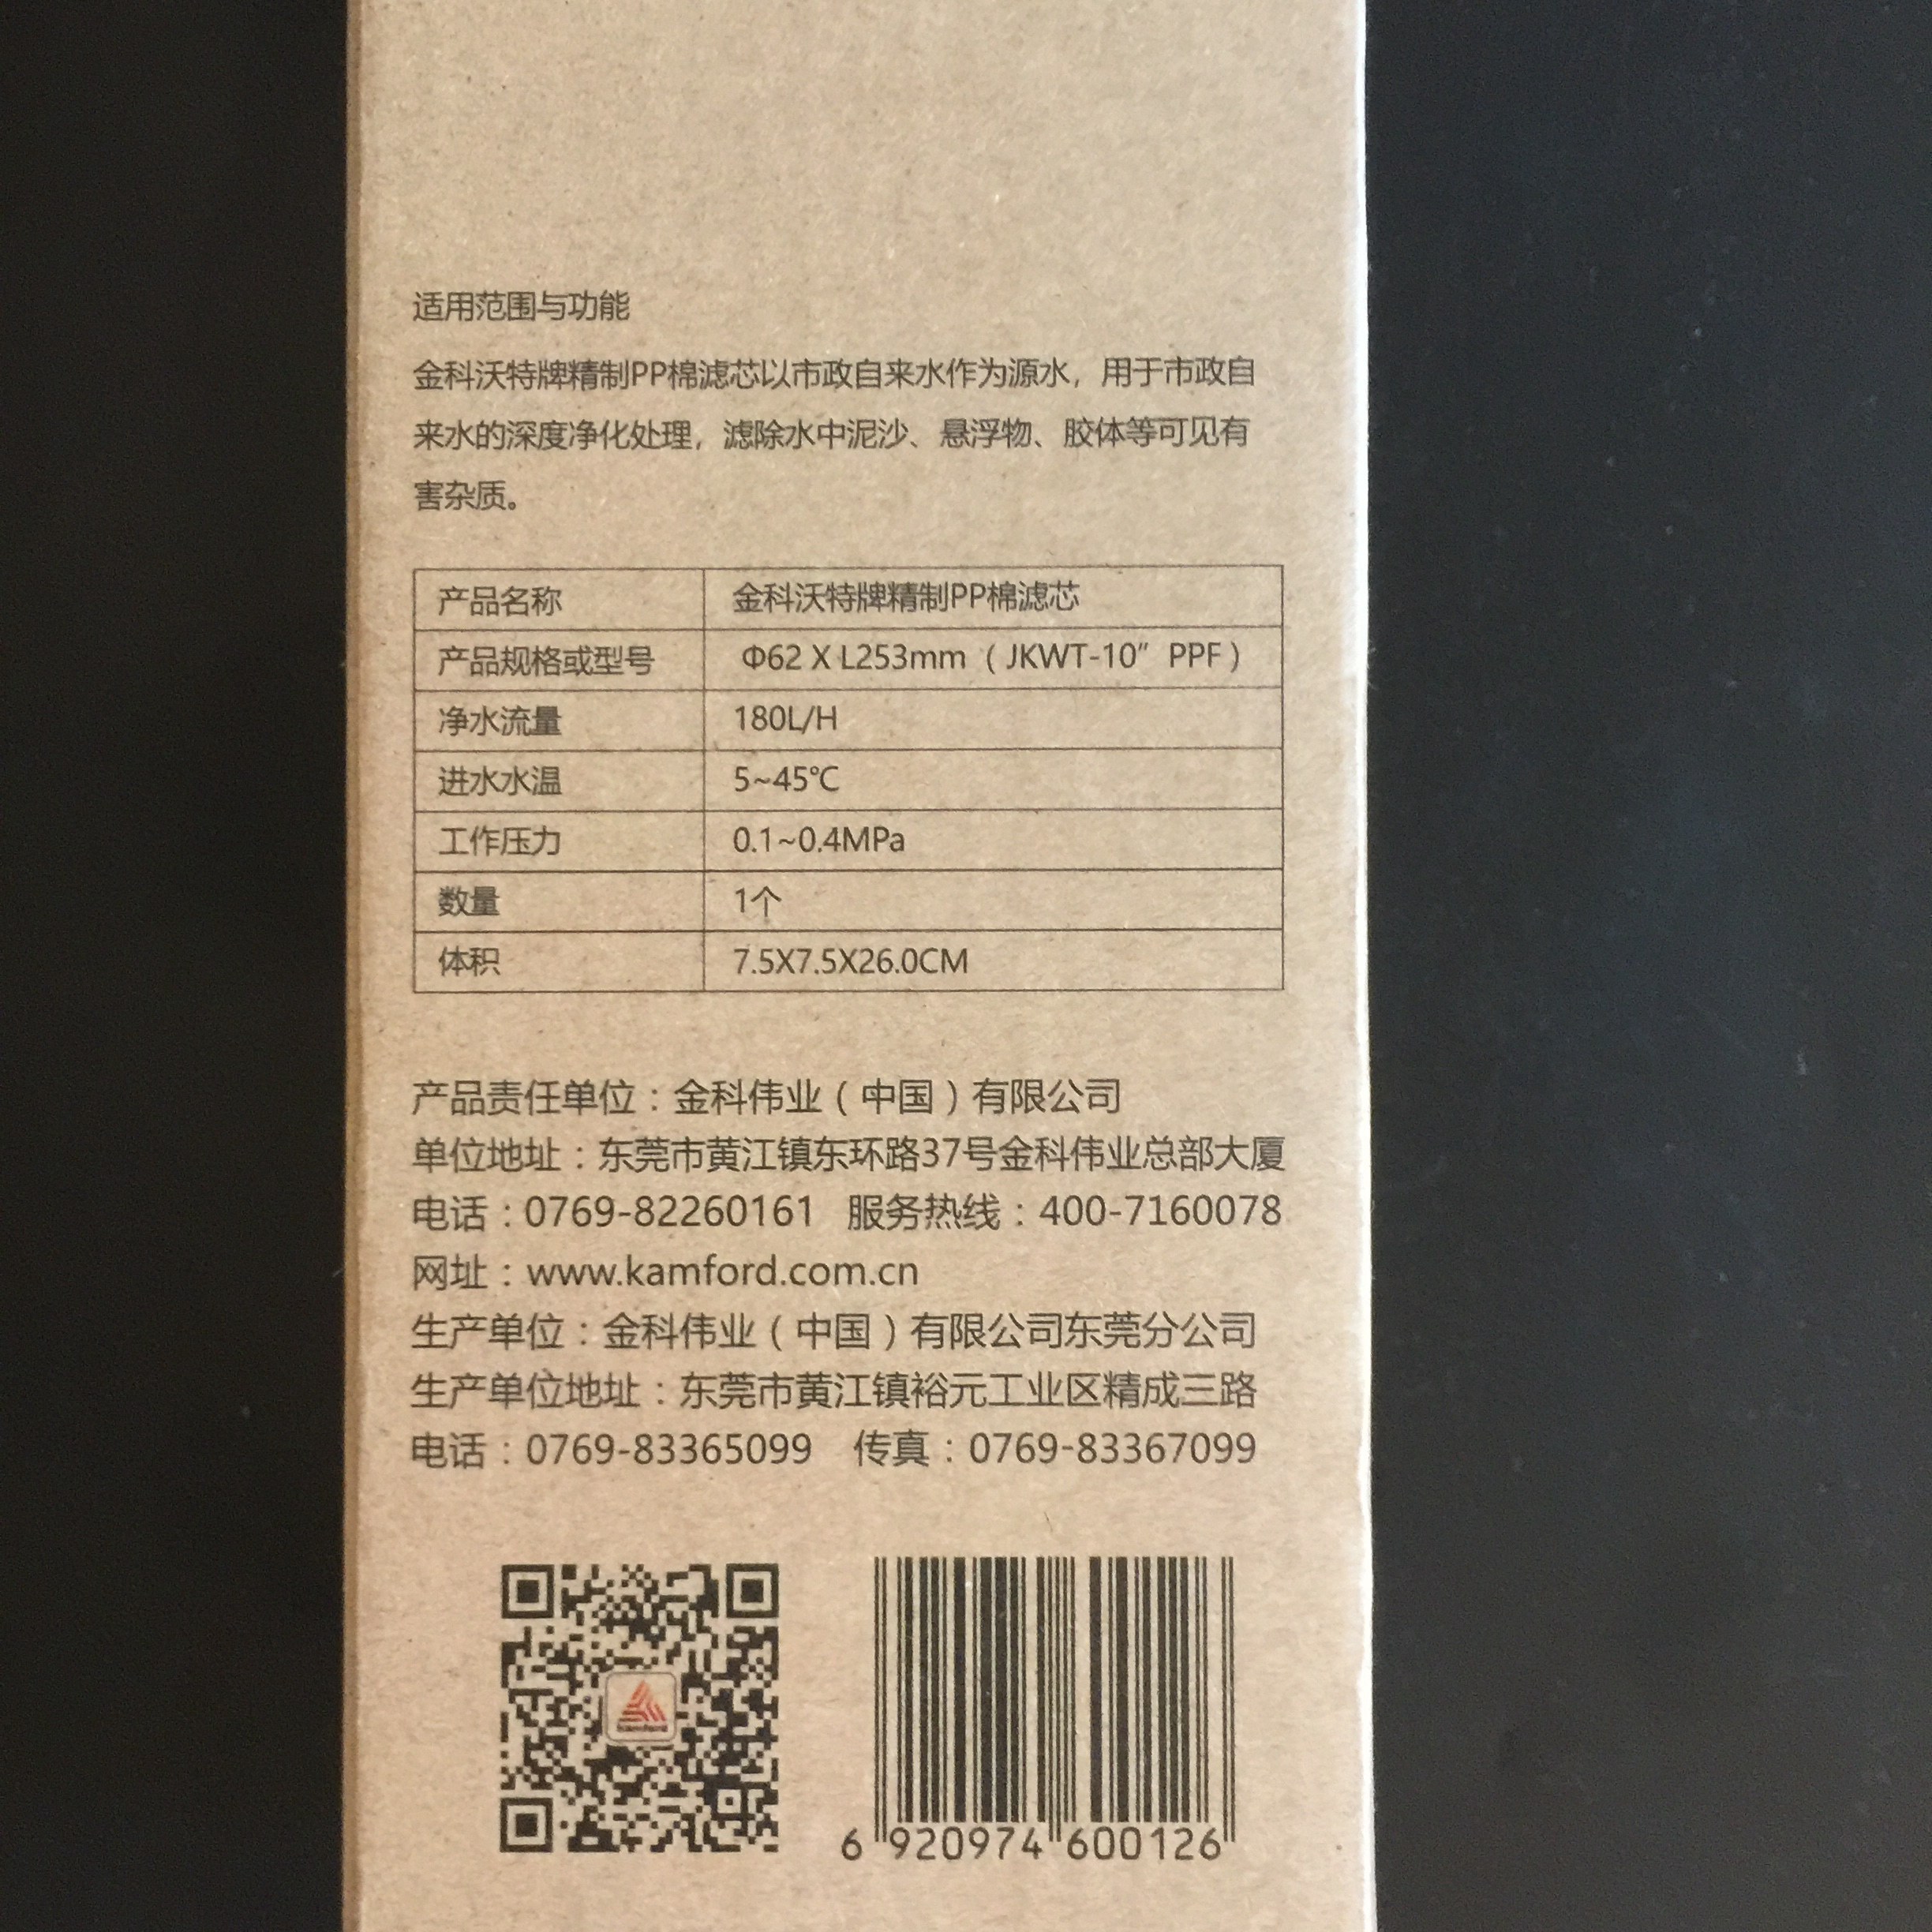 适用范围与功能
金科沃特牌精制PP棉滤芯以市政自来水作为源水，用于市政自
来水的深度净化处理，滤除水中泥沙、悬浮物、胶体等可见有
害杂质。
产品名称 金科沃特牌精制PP棉滤芯
产品规格或型号 Φ62 X L253mm（JKWT-10”PPF）
净水流量 180L/H
进水水温 5~45℃
工作压力 0.1~0.4MPa
数量 1个
体积 7.5X7.5X26.0CM
产品责任单位：金科伟业（中国）有限公司
单位地址：东莞市黄江镇东环路37号金科伟业总部大厦
电话：0769-82260161 服务热线：400-7160078
网址：www.kamford.com.cn
生产单位：金科伟业（中国）有限公司东莞分公司
生产单位地址：东莞市黄江镇裕元工业区精成三路
电话：0769-83365099 传真：0769-83367099
6 920974 600126